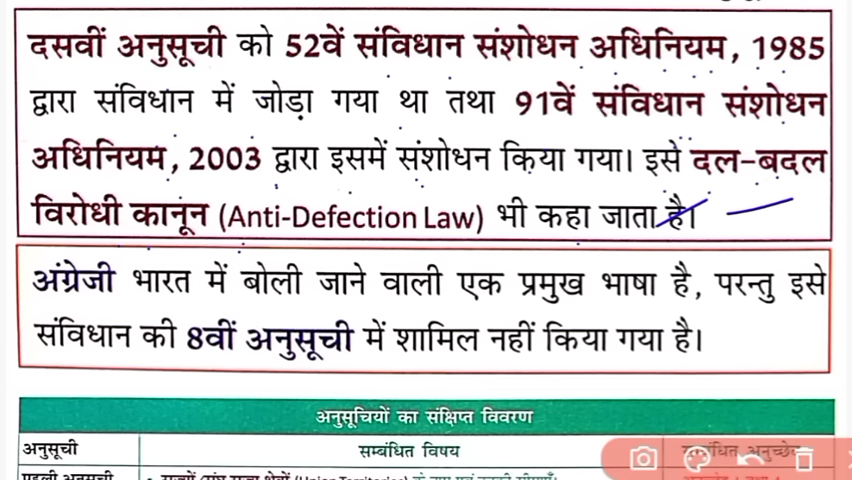 दसवीं अनुसूची को 52वें संविधान संशोधन अधिनियम, 1985
द्वारा संविधान में जोड़ा गया था तथा 91वें संविधान संशोधन
अधिनियम, 2003 द्वारा इसमें संशोधन किया गया। इसे दल-बदल
विरोधी कानून (Anti-Defection Law) भी कहा जाता है।
अंग्रेजी भारत में बोली जाने वाली एक प्रमुख भाषा है, परन्तु इसे
संविधान की 8वीं अनुसूची में शामिल नहीं किया गया है।
अनुसूचियों का संक्षिप्त विवरण
अनुसूची सम्बंधित विषय